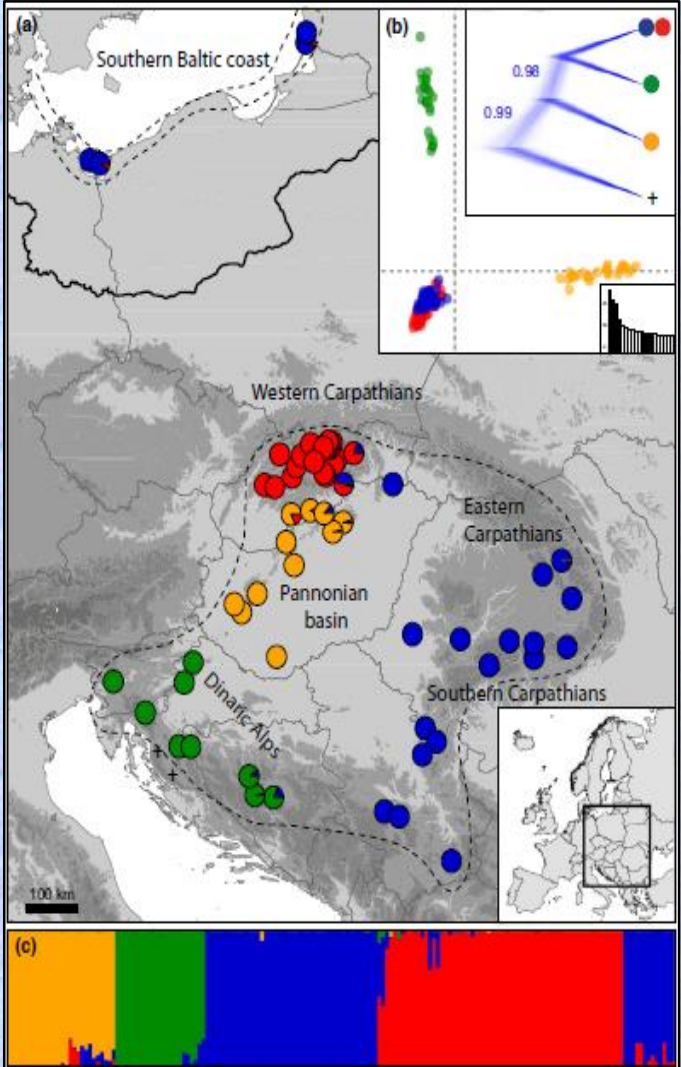 (a)
Southern Baltic coast
(b)
0.98
0.99
+
Western Carpathians
Eastern
Carpathians
Pannonian
basin
Southern Carpathians
Dinaric Alps
+
+
100 km
(c)